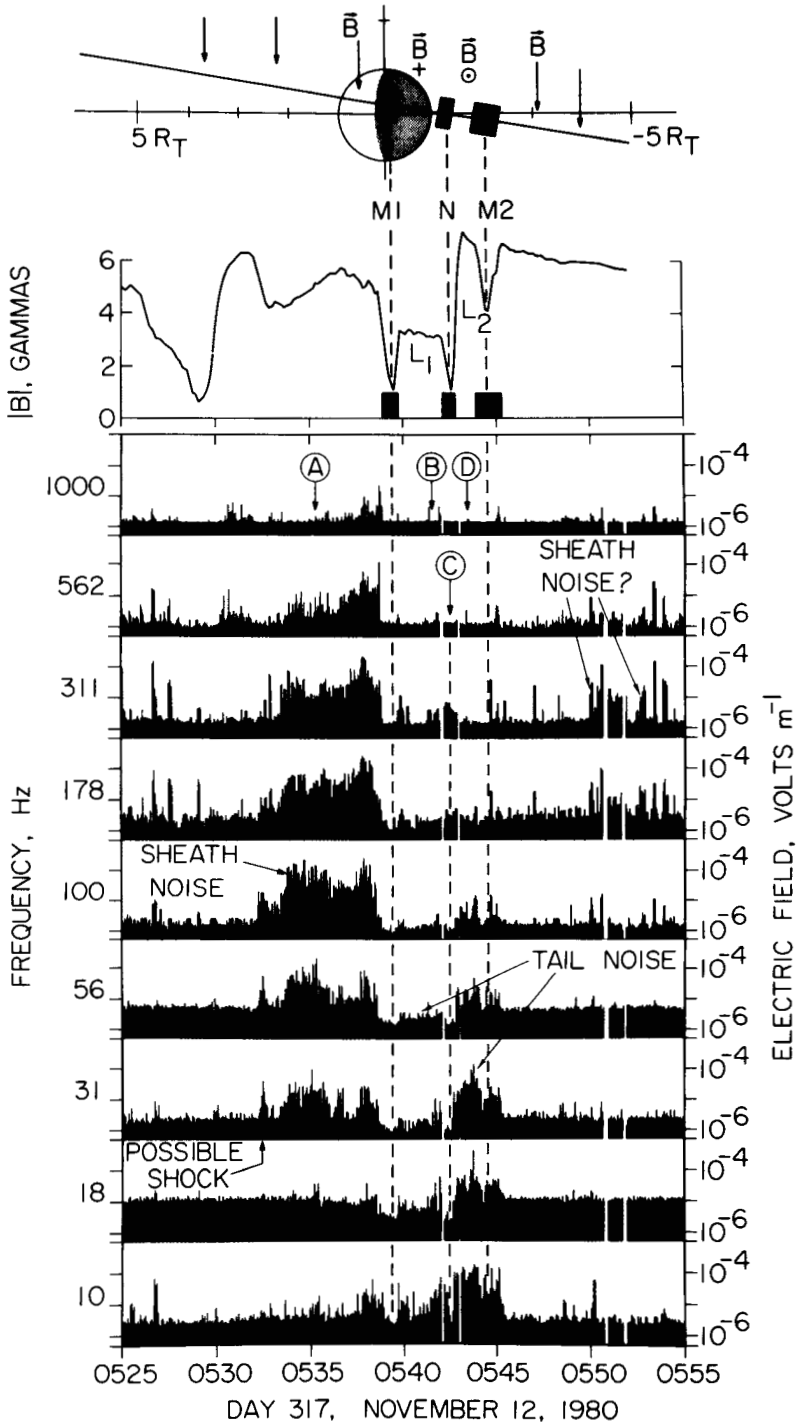 B⃗ B⃗ B⃗ B⃗
+ ⊙
5 R_T -5 R_T
M1 N M2
|B|, GAMMAS
6
4
2
0
L_1 L_2
1000 Ⓐ Ⓑ Ⓓ 10^-4
10^-6
562 Ⓒ SHEATH 10^-4
NOISE? 10^-6
311 10^-4
10^-6
178 10^-4
10^-6
100 SHEATH 10^-4
NOISE 10^-6
56 TAIL NOISE 10^-4
10^-6
31 10^-4
10^-6
POSSIBLE
SHOCK
18 10^-4
10^-6
10 10^-4
10^-6
FREQUENCY, Hz
ELECTRIC FIELD, VOLTS m^-1
0525 0530 0535 0540 0545 0550 0555
DAY 317, NOVEMBER 12, 1980